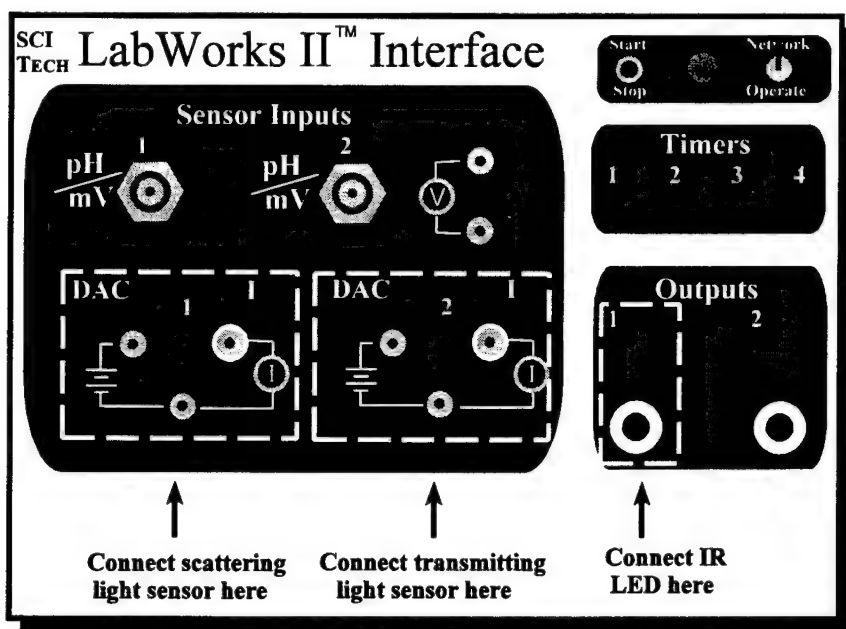 SCI
TECH LabWorks II™ Interface
Start Network
Stop Operate
Sensor Inputs
1 2
pH
mV
pH
mV
V
Timers
1 2 3 4
DAC 1 I
DAC 2 I
I
I
Outputs
1 2
Connect scattering
light sensor here
Connect transmitting
light sensor here
Connect IR
LED here